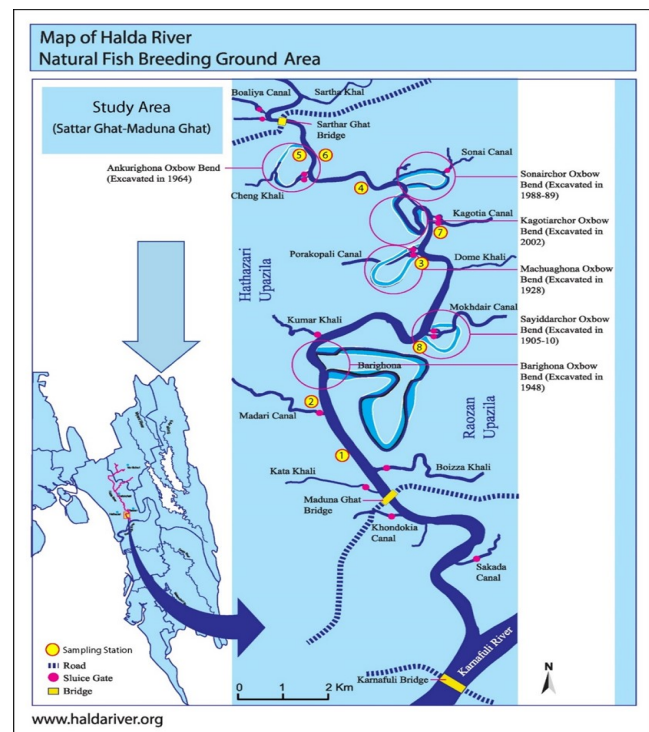 Map of Halda River
Natural Fish Breeding Ground Area
Study Area
(Sattar Ghat-Maduna Ghat)
Boaliya Canal
Sartha Khal
Sarthar Ghat
Bridge
5
6
Ankurighona Oxbow Bend
(Excavated in 1964)
Cheng Khali
4
Sonai Canal
Sonairchor Oxbow
Bend (Excavated in
1988-89)
Kagotia Canal
7
Kagotiarchor Oxbow
Bend (Excavated in
2002)
Porakopali Canal
3
Dome Khali
Machuaghona Oxbow
Bend (Excavated in
1928)
Hathazari
Upazila
Mokhdair Canal
Kumar Khali
8
Sayiddarchor Oxbow
Bend (Excavated in
1905-10)
Barighona
Barighona Oxbow
Bend (Excavated in
1948)
2
Madari Canal
Raozan
Upazila
1
Kata Khali
Boizza Khali
Maduna Ghat
Bridge
Khondokia
Canal
Sakada
Canal
Karnafuli River
Karnafuli Bridge
Sampling Station
Road
Sluice Gate
Bridge
0 1 2 Km
N
www.haldariver.org